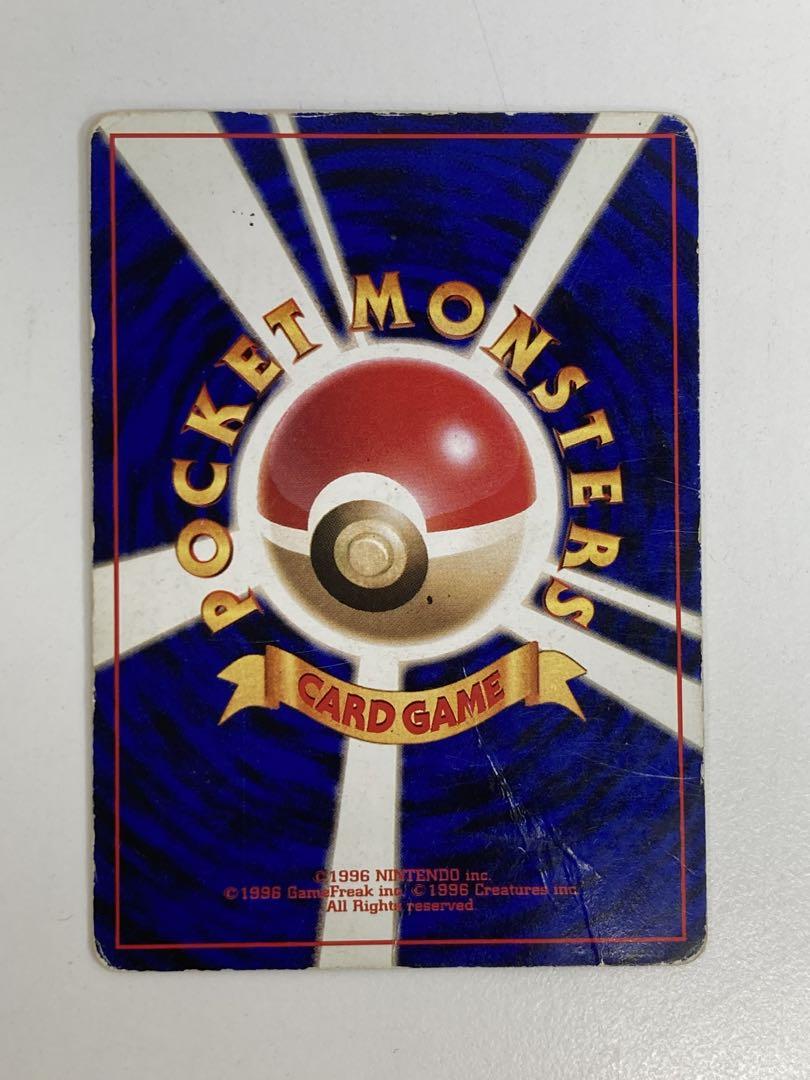 POCKET MONSTERS
CARD GAME
©1996 NINTENDO inc.
©1996 GameFreak inc. ©1996 Creatures inc.
All Rights reserved